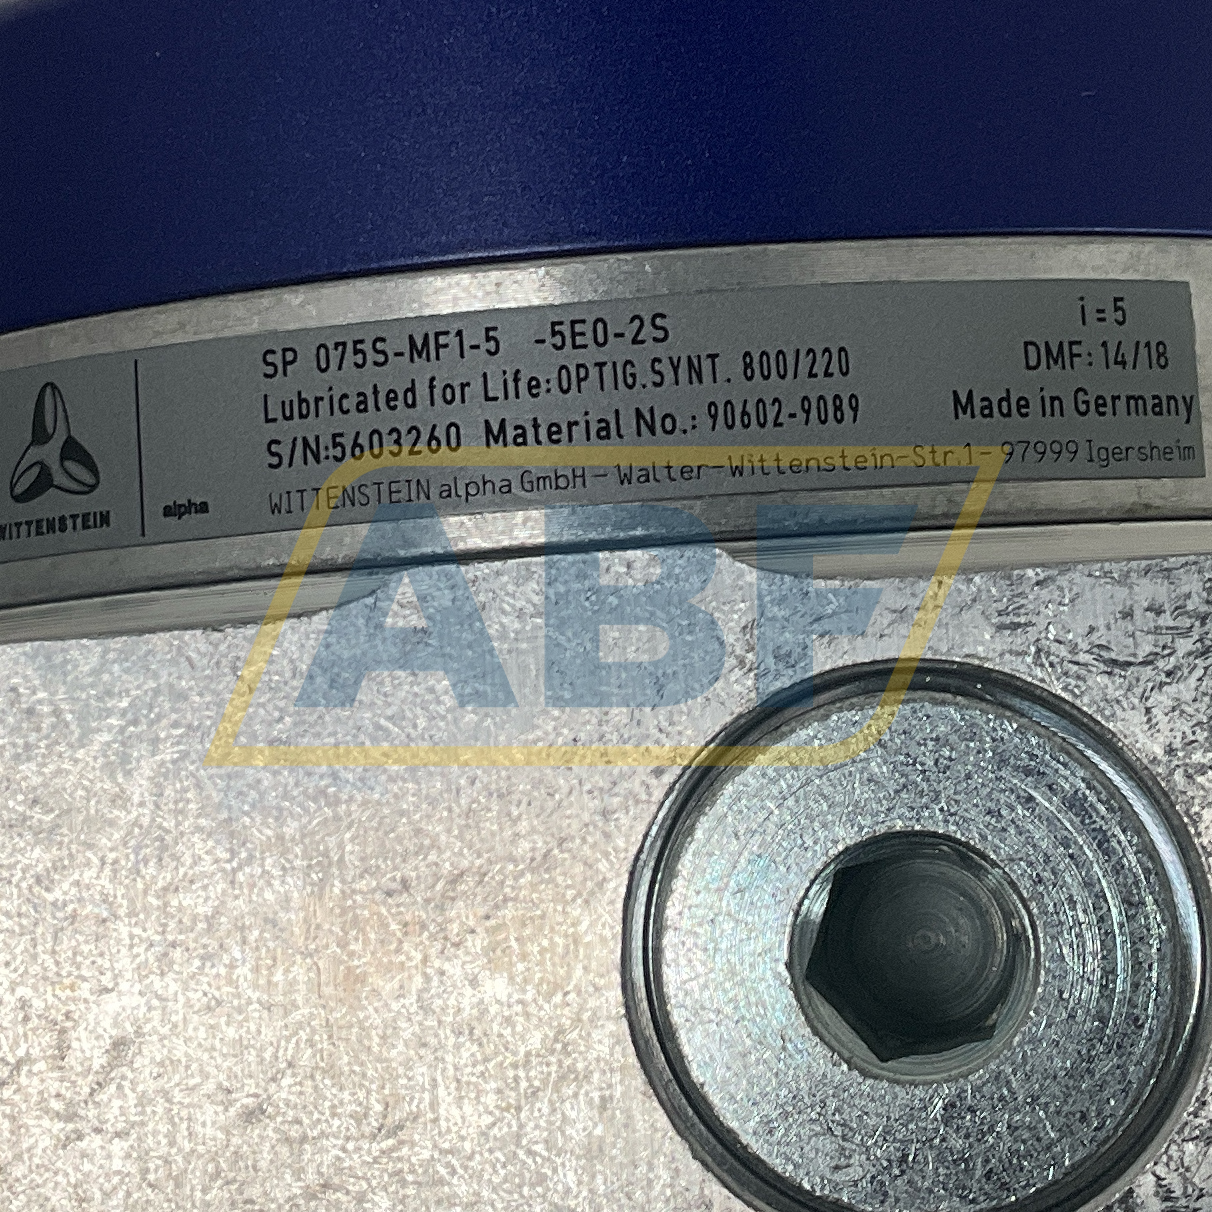 SP 075S-MF1-5 -5E0-2S i=5
Lubricated for Life:OPTIG.SYNT. 800/220 DMF: 14/18
S/N:5603260 Material No.: 90602-9089 Made in Germany
WITTENSTEIN alpha GmbH - Walter-Wittenstein-Str.1 - 97999 Igersheim
WITTENSTEIN alpha
ABF